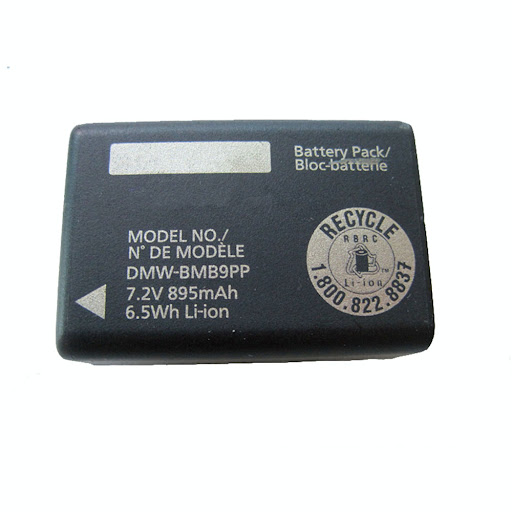 Battery Pack/
Bloc-batterie
MODEL NO./
N° DE MODÈLE
DMW-BMB9PP
7.2V 895mAh
6.5Wh Li-ion
RECYCLE
RBRC
TM
Li-ion
1.800.822.8837